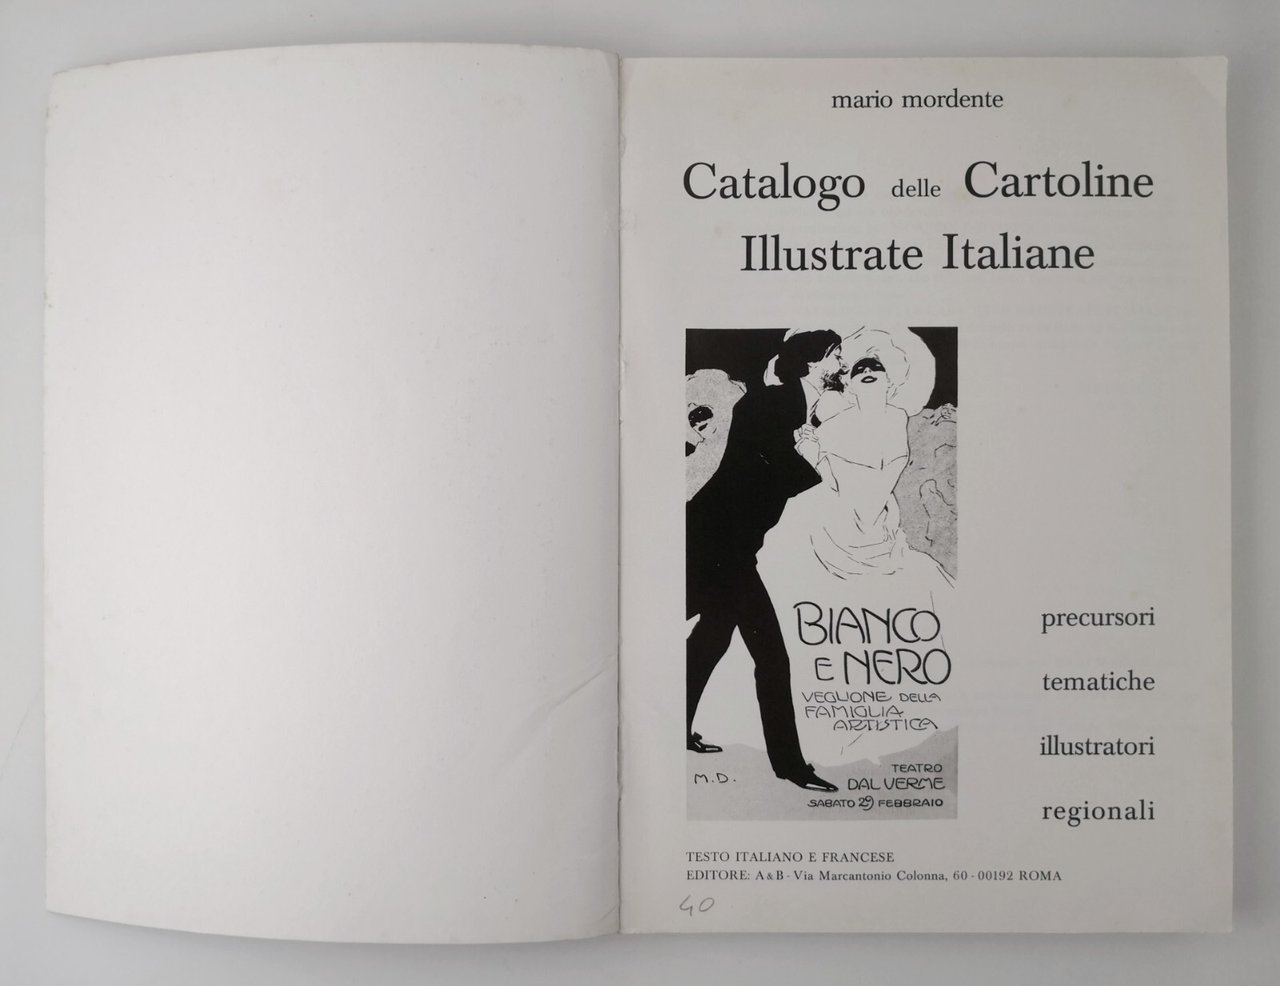 mario mordente
Catalogo delle Cartoline
Illustrate Italiane
BIANCO
E NERO
VEGLIONE DELLA
FAMIGLIA
ARTISTICA
M.D.
TEATRO
DAL VERME
SABATO 29 FEBBRAIO
precursori
tematiche
illustratori
regionali
TESTO ITALIANO E FRANCESE
EDITORE: A & B - Via Marcantonio Colonna, 60 - 00192 ROMA
40